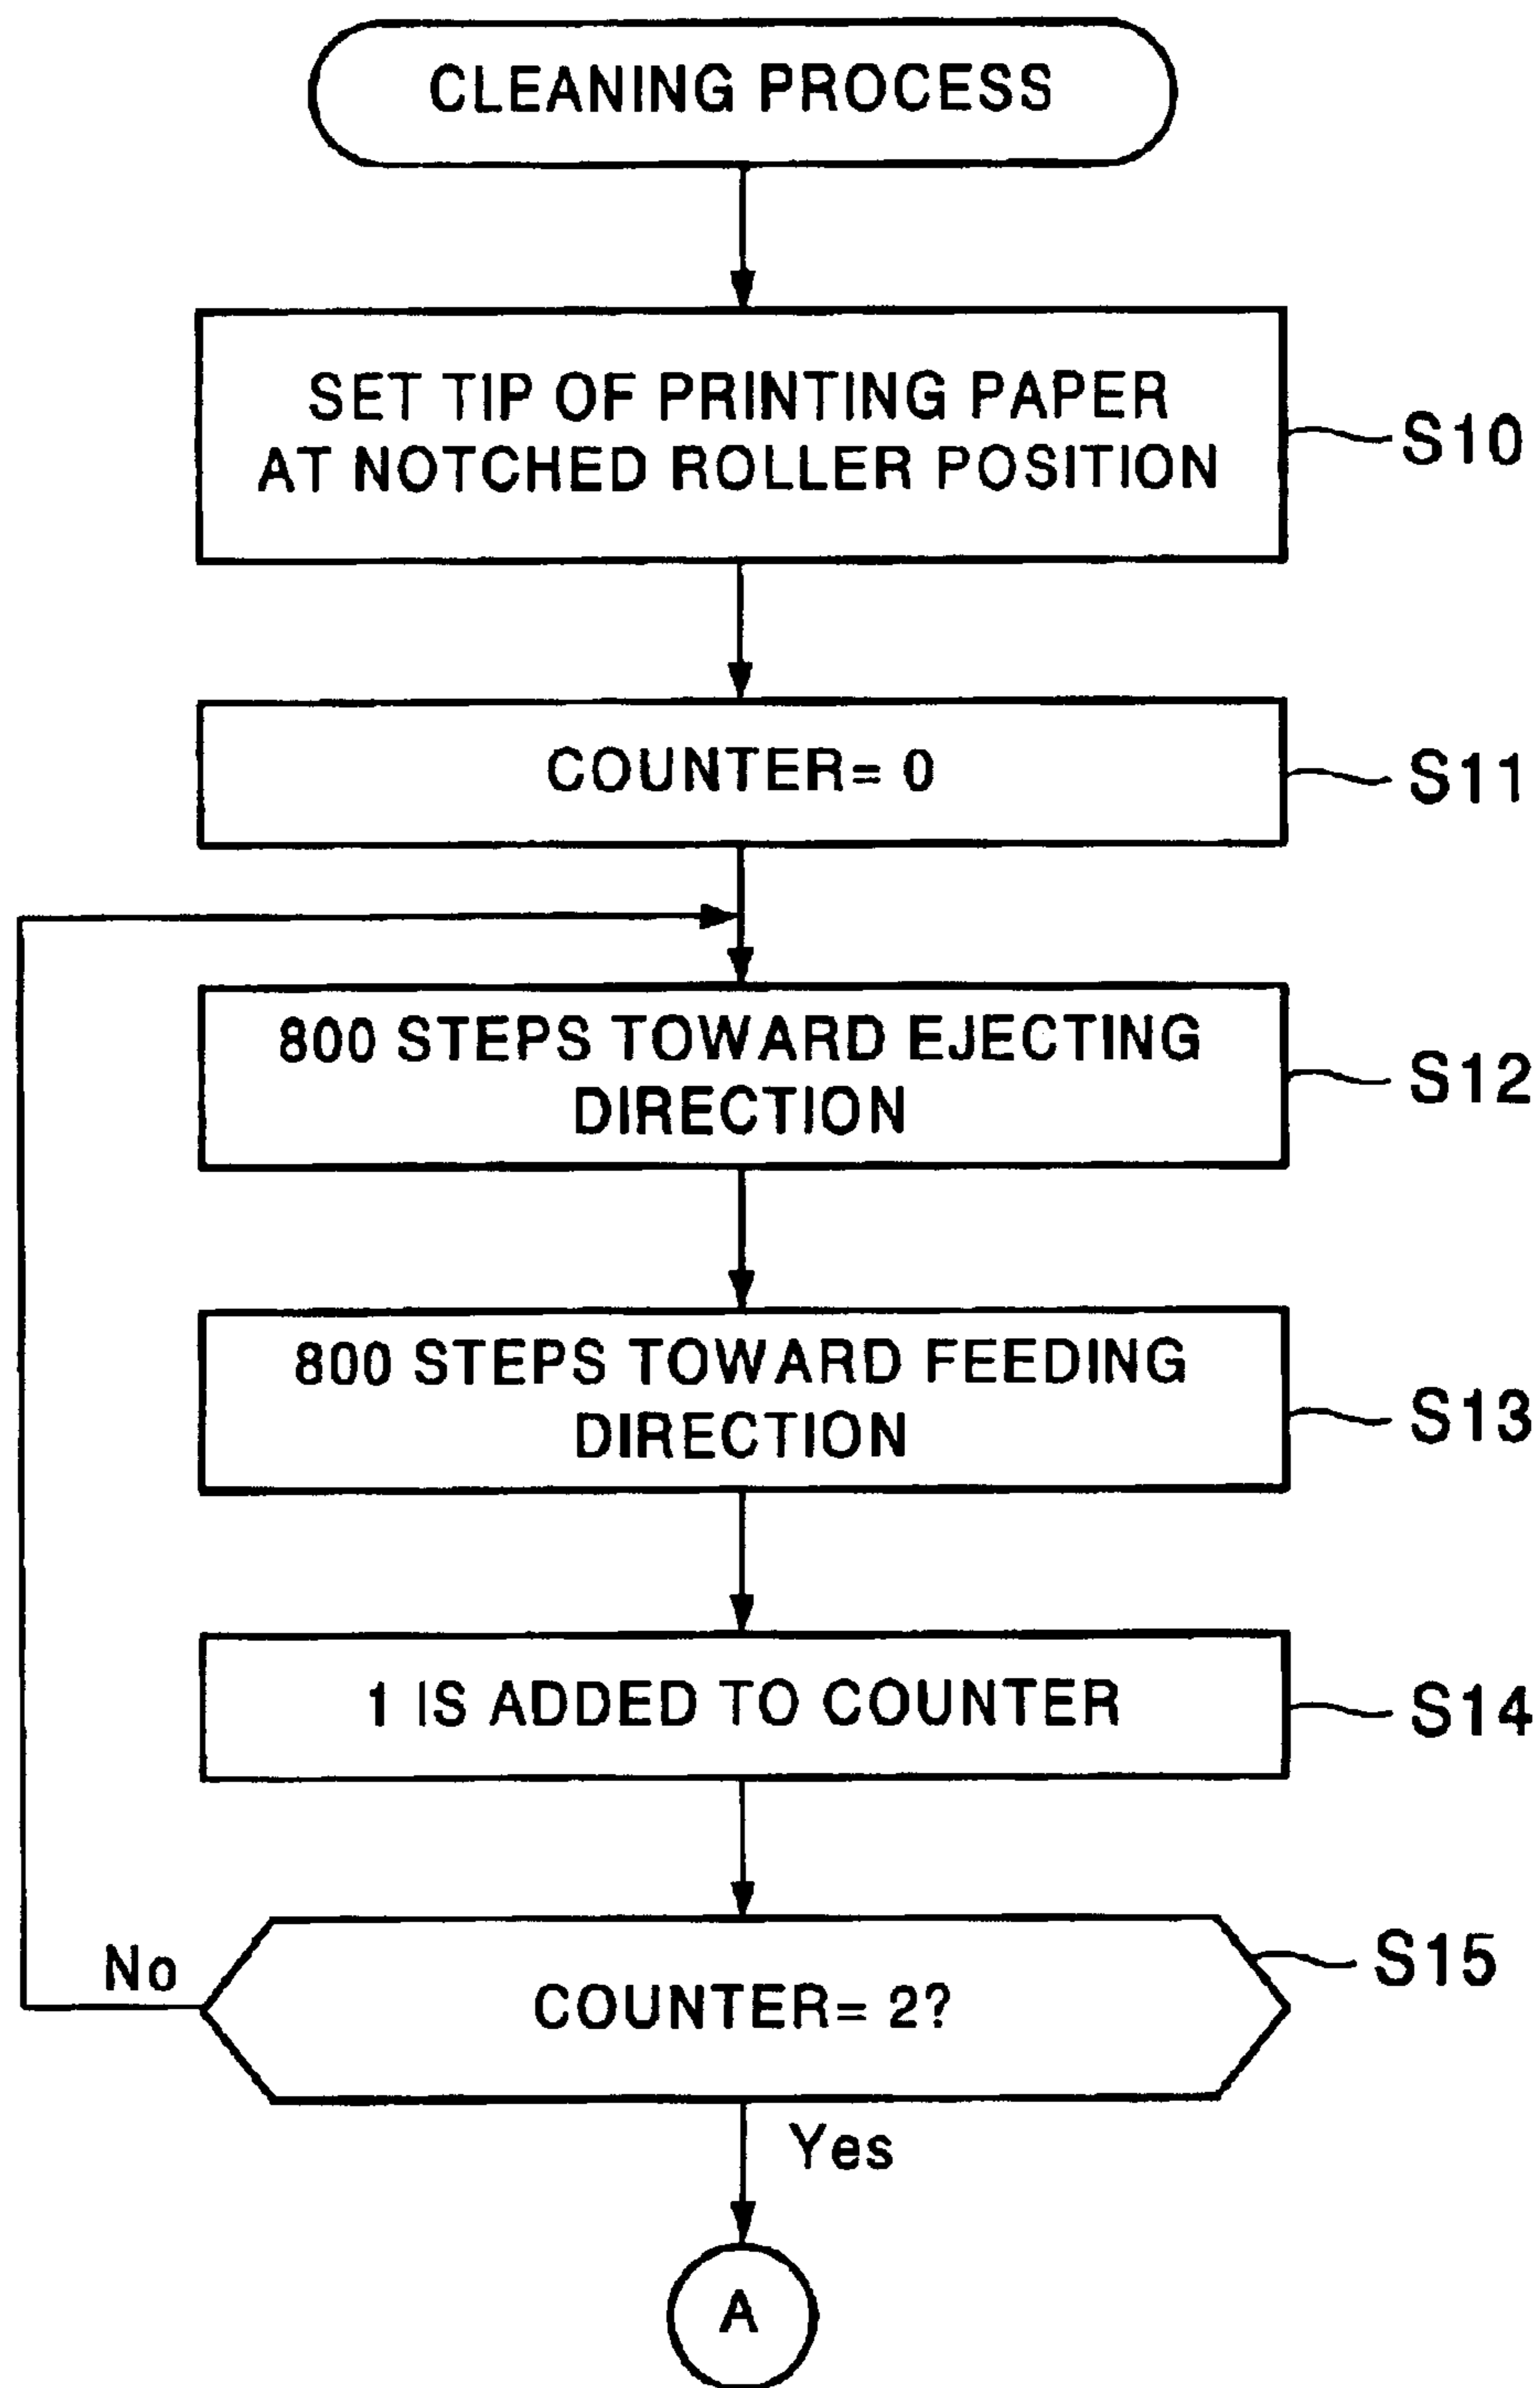 CLEANING PROCESS
SET TIP OF PRINTING PAPER
AT NOTCHED ROLLER POSITION
S10
COUNTER= 0
S11
800 STEPS TOWARD EJECTING
DIRECTION
S12
800 STEPS TOWARD FEEDING
DIRECTION
S13
1 IS ADDED TO COUNTER
S14
No
COUNTER= 2?
S15
Yes
A